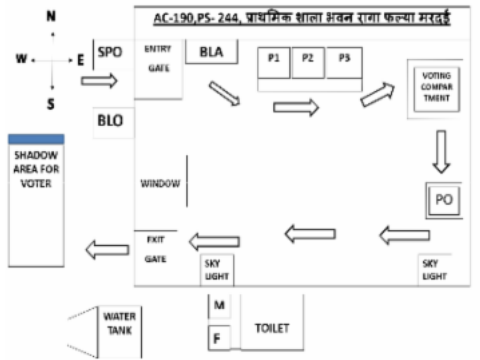 AC-190,PS- 244, प्राथमिक शाला भवन रागा फल्या मरदई
N
W
E
S
SPO
ENTRY
GATE
BLA
P1
P2
P3
VOTING
COMPAR
TMENT
BLO
SHADOW
AREA FOR
VOTER
WINDOW
PO
EXIT
GATE
SKY
LIGHT
SKY
LIGHT
WATER
TANK
M
F
TOILET